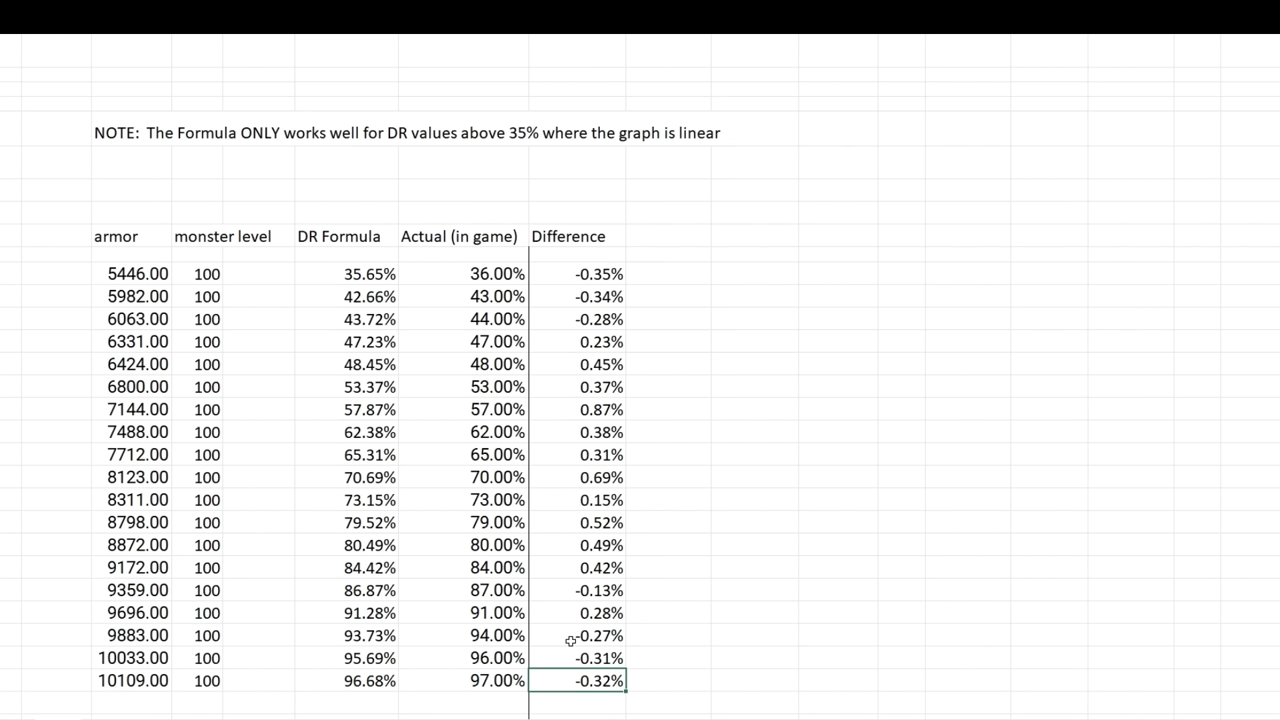 NOTE: The Formula ONLY works well for DR values above 35% where the graph is linear
armor monster level DR Formula Actual (in game) Difference
5446.00 100 35.65% 36.00% -0.35%
5982.00 100 42.66% 43.00% -0.34%
6063.00 100 43.72% 44.00% -0.28%
6331.00 100 47.23% 47.00% 0.23%
6424.00 100 48.45% 48.00% 0.45%
6800.00 100 53.37% 53.00% 0.37%
7144.00 100 57.87% 57.00% 0.87%
7488.00 100 62.38% 62.00% 0.38%
7712.00 100 65.31% 65.00% 0.31%
8123.00 100 70.69% 70.00% 0.69%
8311.00 100 73.15% 73.00% 0.15%
8798.00 100 79.52% 79.00% 0.52%
8872.00 100 80.49% 80.00% 0.49%
9172.00 100 84.42% 84.00% 0.42%
9359.00 100 86.87% 87.00% -0.13%
9696.00 100 91.28% 91.00% 0.28%
9883.00 100 93.73% 94.00% -0.27%
10033.00 100 95.69% 96.00% -0.31%
10109.00 100 96.68% 97.00% -0.32%